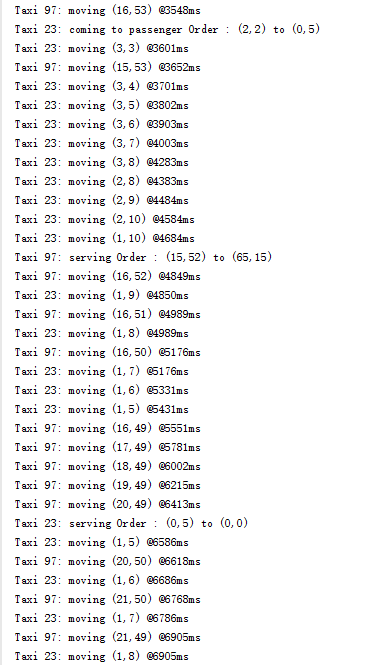 Taxi 97: moving (16,53) @3548ms
Taxi 23: coming to passenger Order : (2,2) to (0,5)
Taxi 23: moving (3,3) @3601ms
Taxi 97: moving (15,53) @3652ms
Taxi 23: moving (3,4) @3701ms
Taxi 23: moving (3,5) @3802ms
Taxi 23: moving (3,6) @3903ms
Taxi 23: moving (3,7) @4003ms
Taxi 23: moving (3,8) @4283ms
Taxi 23: moving (2,8) @4383ms
Taxi 23: moving (2,9) @4484ms
Taxi 23: moving (2,10) @4584ms
Taxi 23: moving (1,10) @4684ms
Taxi 97: serving Order : (15,52) to (65,15)
Taxi 97: moving (16,52) @4849ms
Taxi 23: moving (1,9) @4850ms
Taxi 97: moving (16,51) @4989ms
Taxi 23: moving (1,8) @4989ms
Taxi 97: moving (16,50) @5176ms
Taxi 23: moving (1,7) @5176ms
Taxi 23: moving (1,6) @5331ms
Taxi 23: moving (1,5) @5431ms
Taxi 97: moving (16,49) @5551ms
Taxi 97: moving (17,49) @5781ms
Taxi 97: moving (18,49) @6002ms
Taxi 97: moving (19,49) @6215ms
Taxi 97: moving (20,49) @6413ms
Taxi 23: serving Order : (0,5) to (0,0)
Taxi 23: moving (1,5) @6586ms
Taxi 97: moving (20,50) @6618ms
Taxi 23: moving (1,6) @6686ms
Taxi 97: moving (21,50) @6768ms
Taxi 23: moving (1,7) @6786ms
Taxi 97: moving (21,49) @6905ms
Taxi 23: moving (1,8) @6905ms